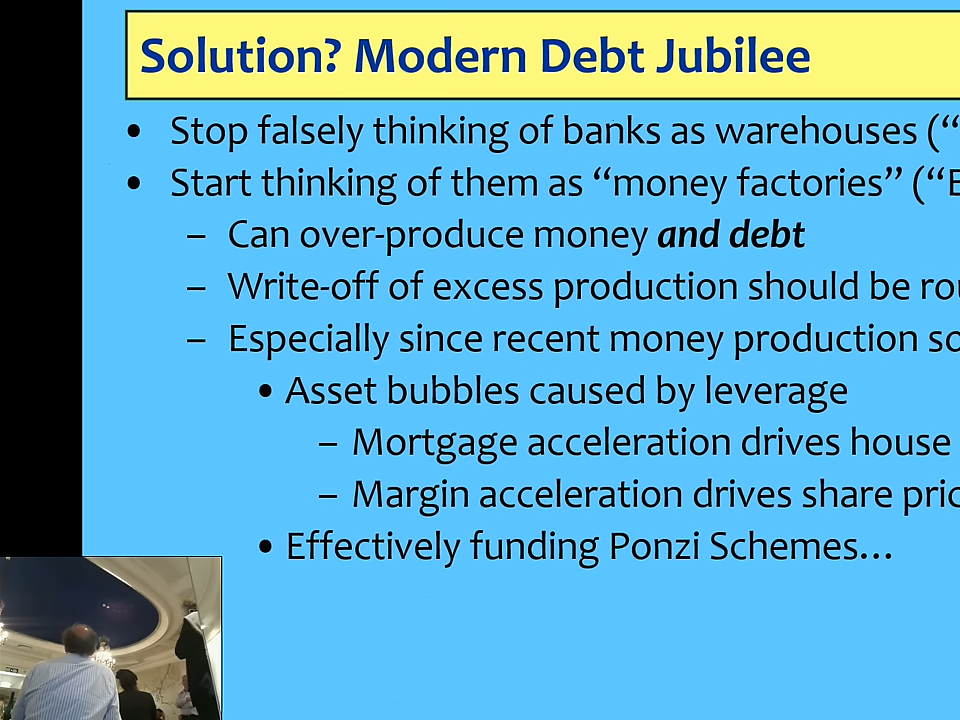 Solution? Modern Debt Jubilee
• Stop falsely thinking of banks as warehouses (“
• Start thinking of them as “money factories” (“
– Can over-produce money and debt
– Write-off of excess production should be
– Especially since recent money production
• Asset bubbles caused by leverage
– Mortgage acceleration drives house
– Margin acceleration drives share
• Effectively funding Ponzi Schemes…